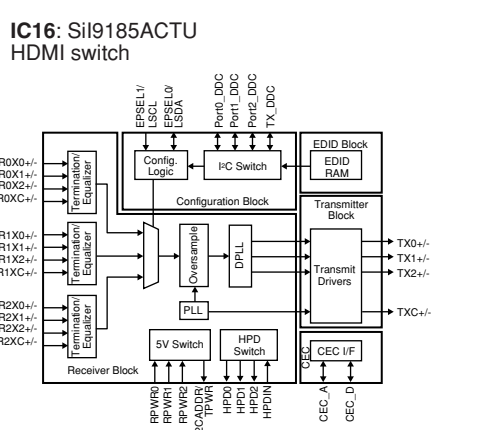 IC16: SiI9185ACTU
HDMI switch
EPSEL1/
LSCL
EPSEL0/
LSDA
Port0_DDC
Port1_DDC
Port2_DDC
TX_DDC
Config.
Logic
I²C Switch
Configuration Block
EDID Block
EDID
RAM
R0X0+/-
R0X1+/-
R0X2+/-
R0XC+/-
Termination/
Equalizer
R1X0+/-
R1X1+/-
R1X2+/-
R1XC+/-
Termination/
Equalizer
R2X0+/-
R2X1+/-
R2X2+/-
R2XC+/-
Termination/
Equalizer
Oversample
DPLL
PLL
Transmitter
Block
Transmit
Drivers
TX0+/-
TX1+/-
TX2+/-
TXC+/-
5V Switch
HPD
Switch
Receiver Block
CEC
CEC I/F
RPWR0
RPWR1
RPWR2
2CADDR/
TPWR
HPD0
HPD1
HPD2
HPDIN
CEC_A
CEC_D